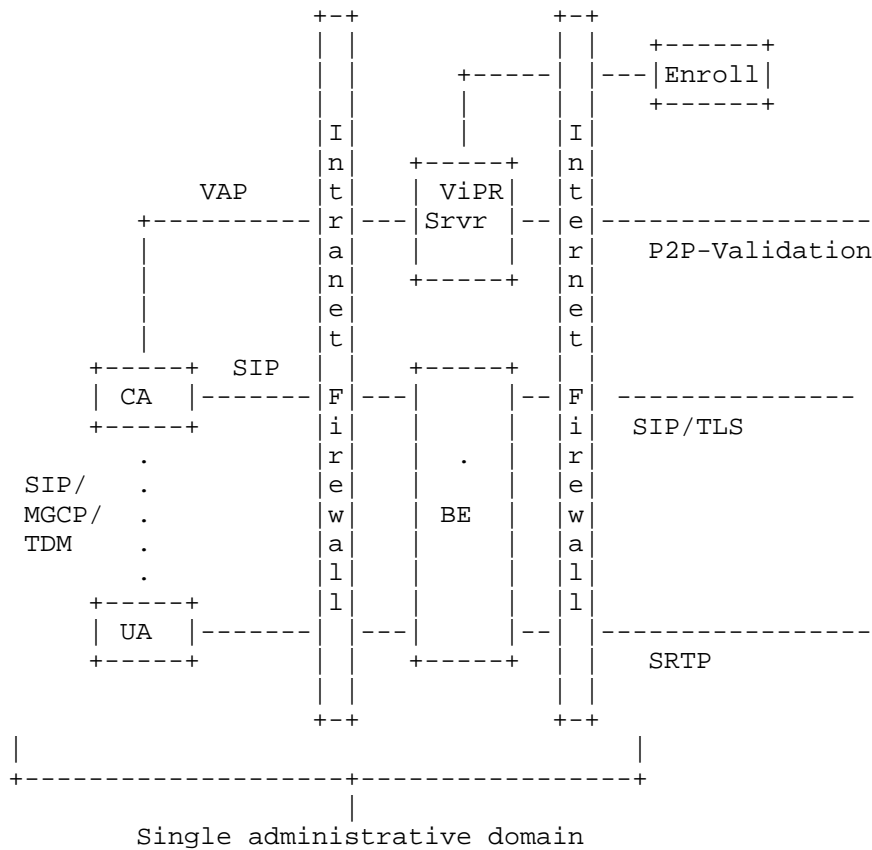 Enroll
Intranet Firewall
Internet Firewall
VAP
ViPR
Srvr
P2P-Validation
SIP
CA
SIP/TLS
SIP/
MGCP/
TDM
BE
UA
SRTP
Single administrative domain